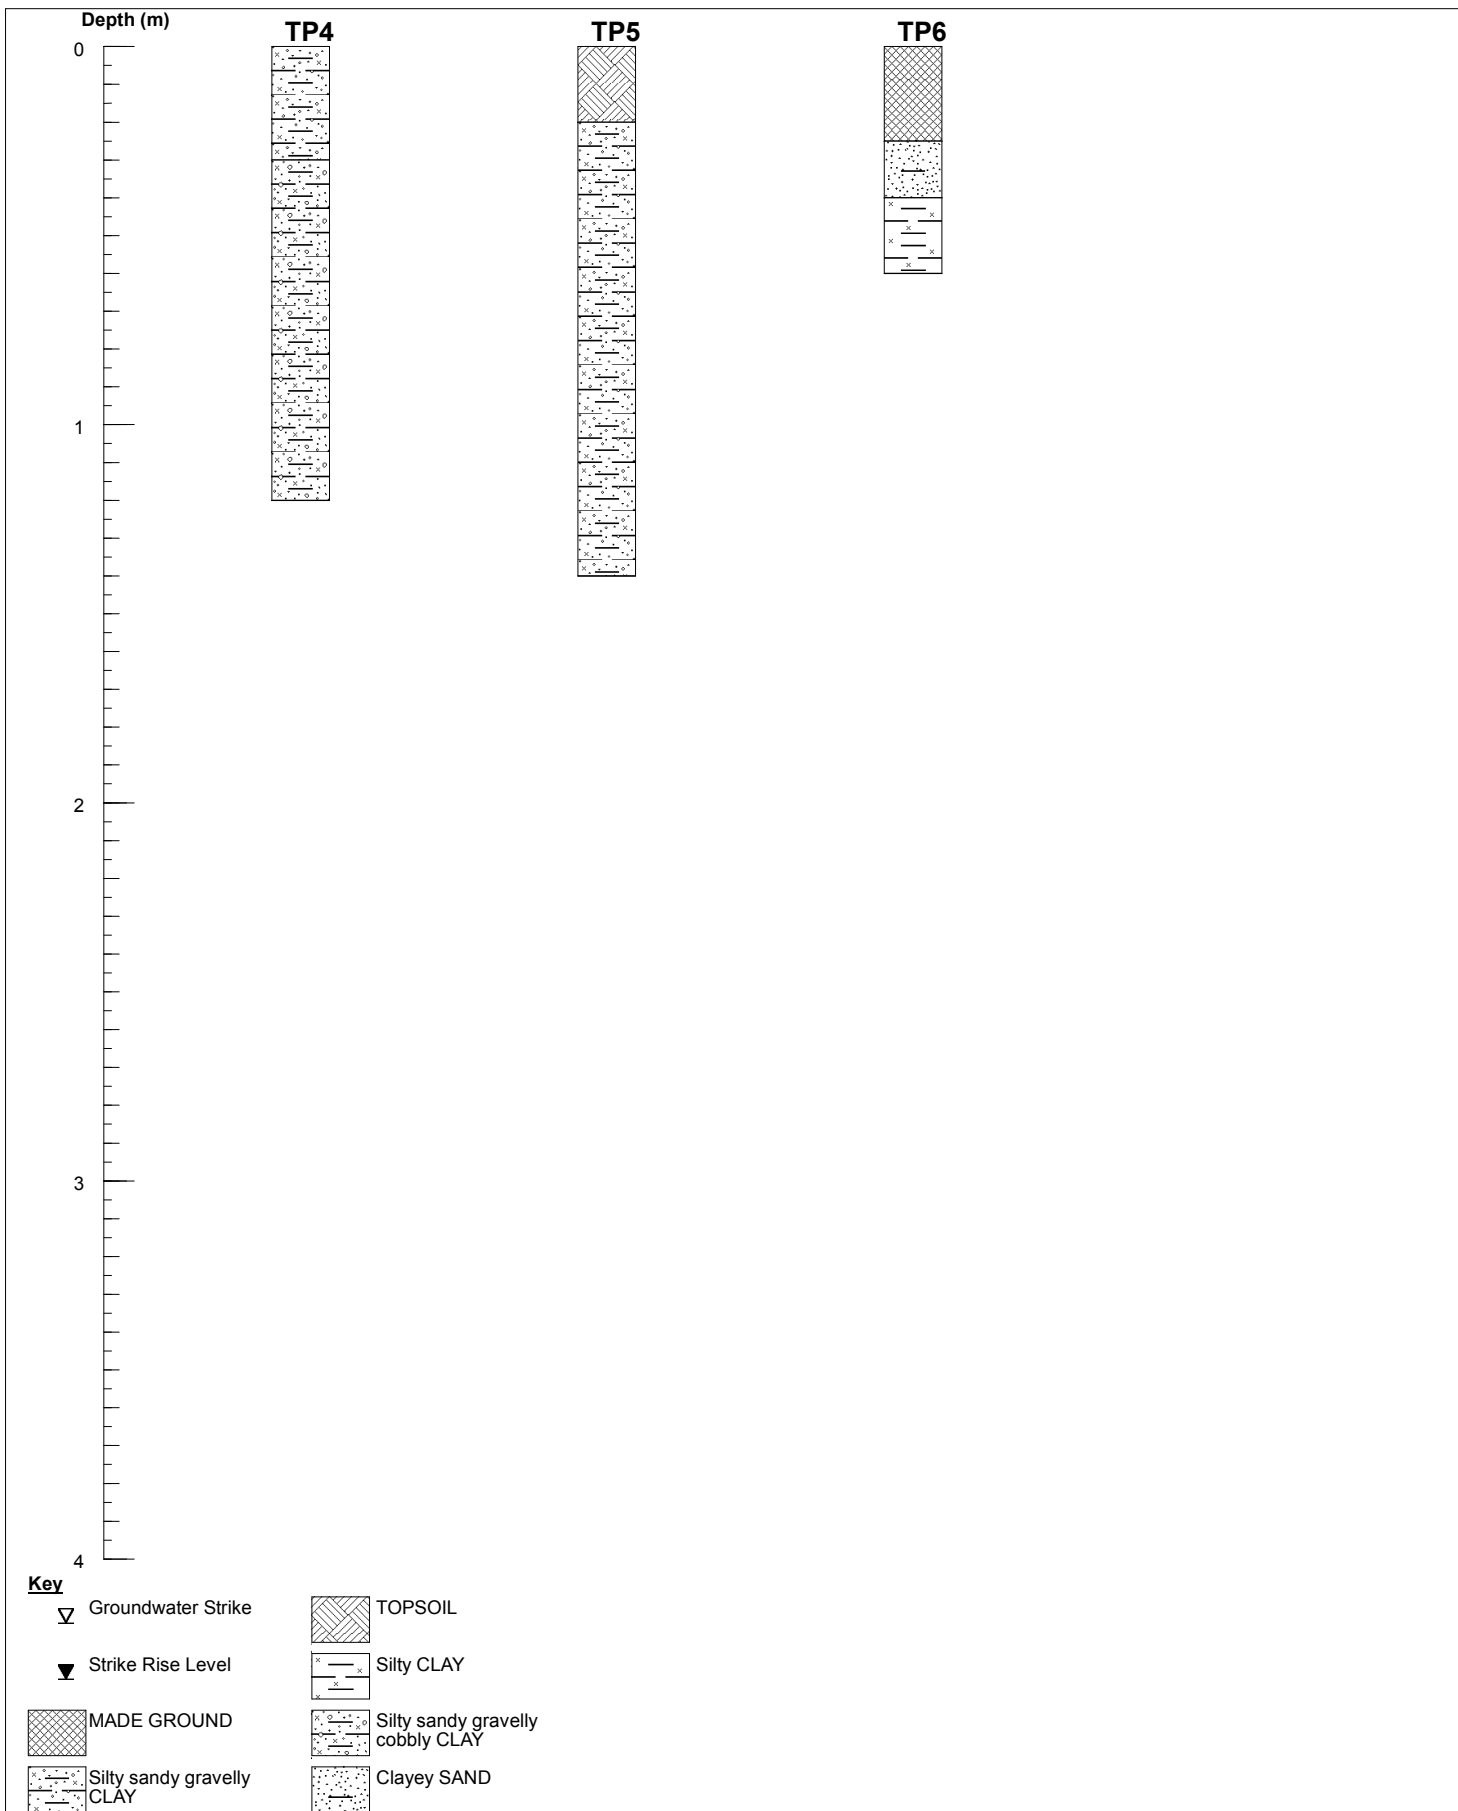 Depth (m)
TP4
TP5
TP6
0
1
2
3
4
Key
Groundwater Strike
TOPSOIL
Strike Rise Level
Silty CLAY
MADE GROUND
Silty sandy gravelly
cobbly CLAY
Silty sandy gravelly
CLAY
Clayey SAND